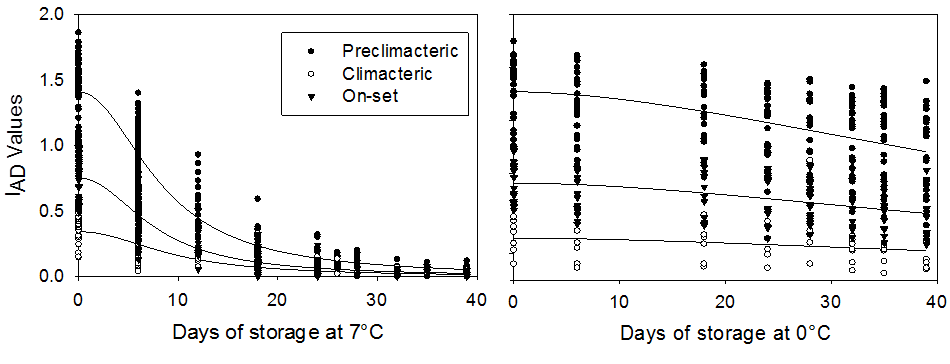 2.0
1.5
1.0
0.5
0.0
IAD Values
Preclimacteric
Climacteric
On-set
0 10 20 30 40
0 10 20 30 40
Days of storage at 7°C
Days of storage at 0°C